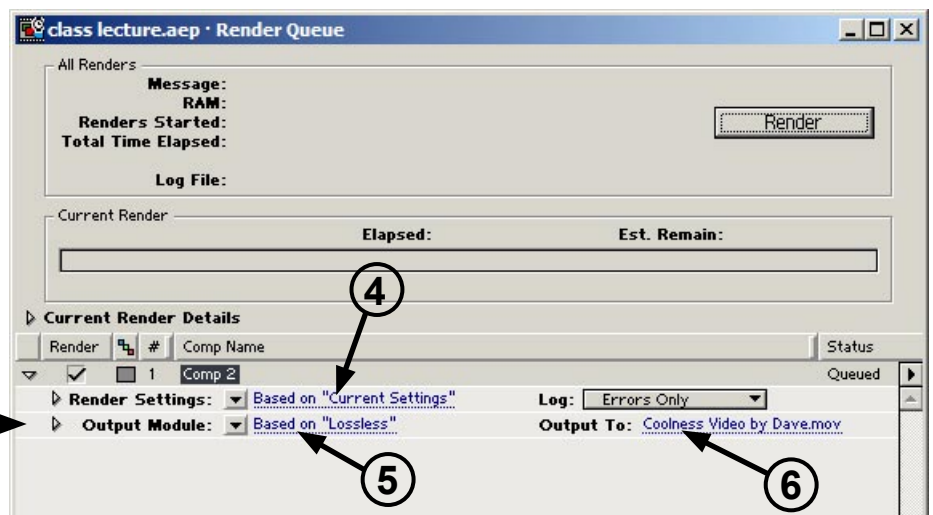 class lecture.aep · Render Queue
All Renders
Message:
RAM:
Renders Started:
Render
Total Time Elapsed:
Log File:
Current Render
Elapsed: Est. Remain:
4
Current Render Details
Render # Comp Name Status
1 Comp 2 Queued
Render Settings: Based on "Current Settings" Log: Errors Only
Output Module: Based on "Lossless" Output To: Coolness Video by Dave.mov
5 6